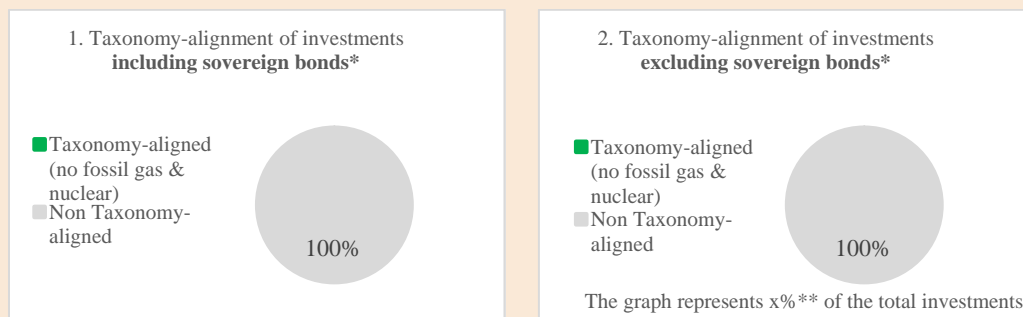 1. Taxonomy-alignment of investments
including sovereign bonds*
Taxonomy-aligned
(no fossil gas &
nuclear)
Non Taxonomy-
aligned
100%
2. Taxonomy-alignment of investments
excluding sovereign bonds*
Taxonomy-aligned
(no fossil gas &
nuclear)
Non Taxonomy-
aligned
100%
The graph represents x%** of the total investments